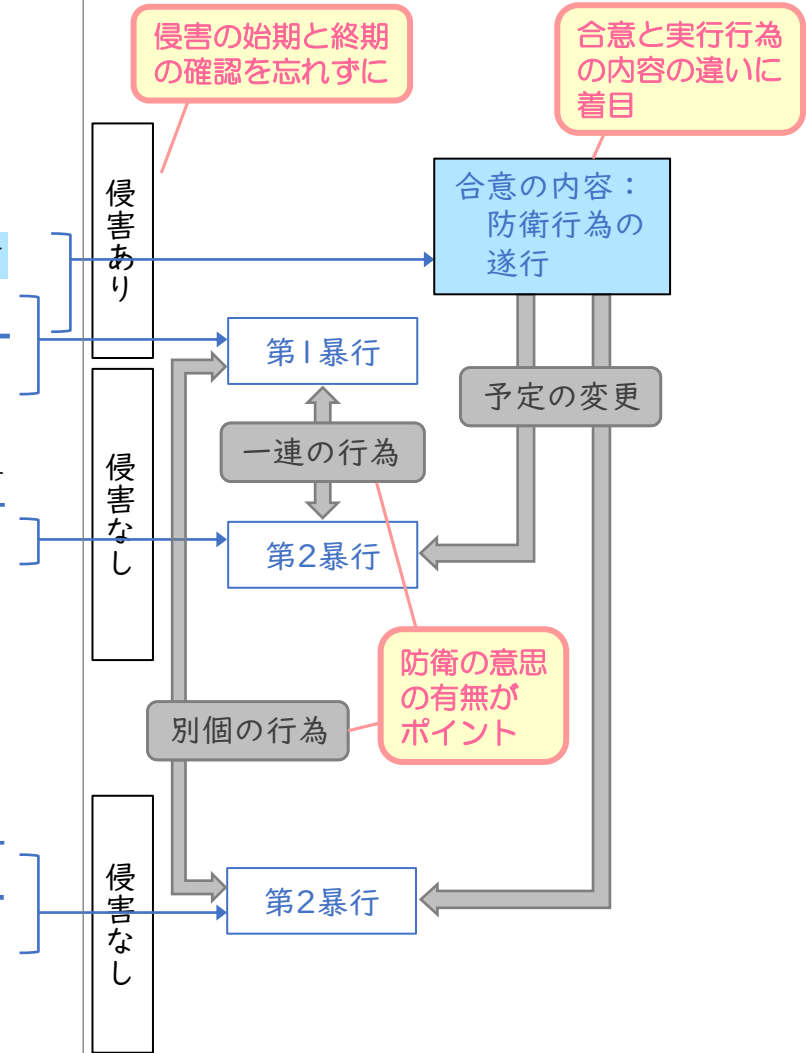 侵害の始期と終期
の確認を忘れずに
合意と実行行為
の内容の違いに
着目
侵害あり
合意の内容：
防衛行為の
遂行
第1暴行
予定の変更
一連の行為
侵害なし
第2暴行
防衛の意思
の有無が
ポイント
別個の行為
侵害なし
第2暴行